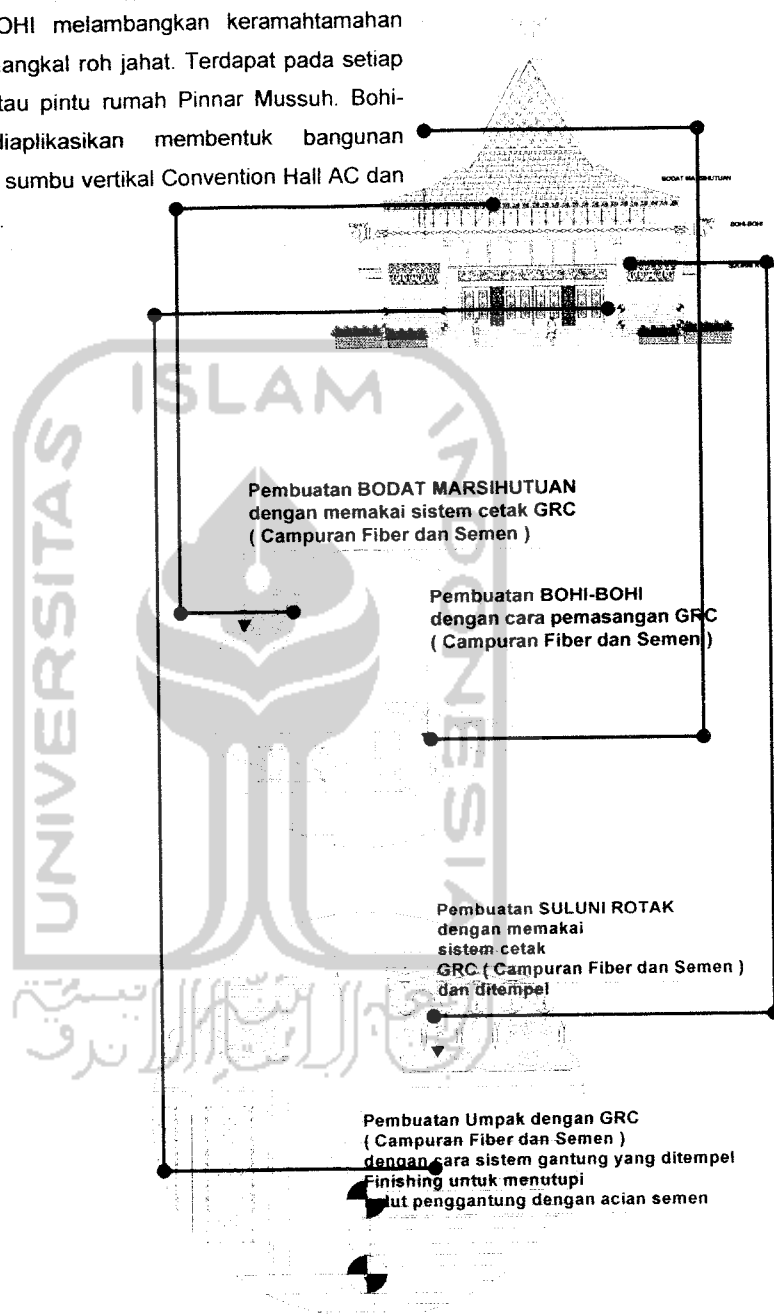 OHI melambangkan keramahtamahan
angkal roh jahat. Terdapat pada setiap
tau pintu rumah Pinnar Mussuh. Bohi-
diaplikasikan membentuk bangunan
sumbu vertikal Convention Hall AC dan
BODAT MARSIHUTUAN
BOHI-BOHI
ISLAM
UNIVERSITAS
INDONESIA
Pembuatan BODAT MARSIHUTUAN
dengan memakai sistem cetak GRC
( Campuran Fiber dan Semen )
Pembuatan BOHI-BOHI
dengan cara pemasangan GRC
( Campuran Fiber dan Semen )
Pembuatan SULUNI ROTAK
dengan memakai
sistem cetak
GRC ( Campuran Fiber dan Semen )
dan ditempel
Pembuatan Umpak dengan GRC
( Campuran Fiber dan Semen )
dengan cara sistem gantung yang ditempel
Finishing untuk menutupi
penggantung dengan acian semen